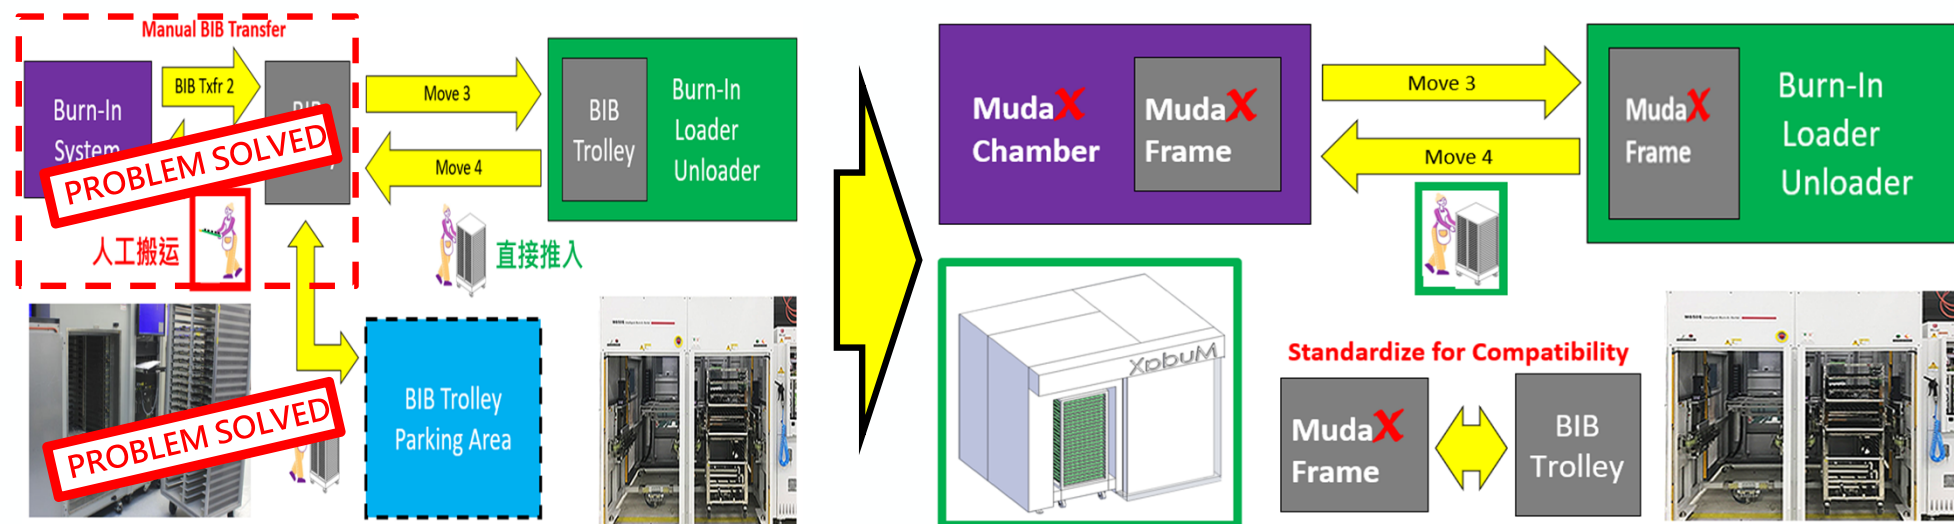 Manual BIB Transfer
Burn-In
System
BIB Txfr 2
BIB
PROBLEM SOLVED
人工搬运
Move 3
Move 4
直接推入
BIB
Trolley
Burn-In
Loader
Unloader
PROBLEM SOLVED
BIB Trolley
Parking Area
MudaX
Chamber
MudaX
Frame
Move 3
Move 4
MudaX
Frame
Burn-In
Loader
Unloader
MudaX
Standardize for Compatibility
MudaX
Frame
BIB
Trolley